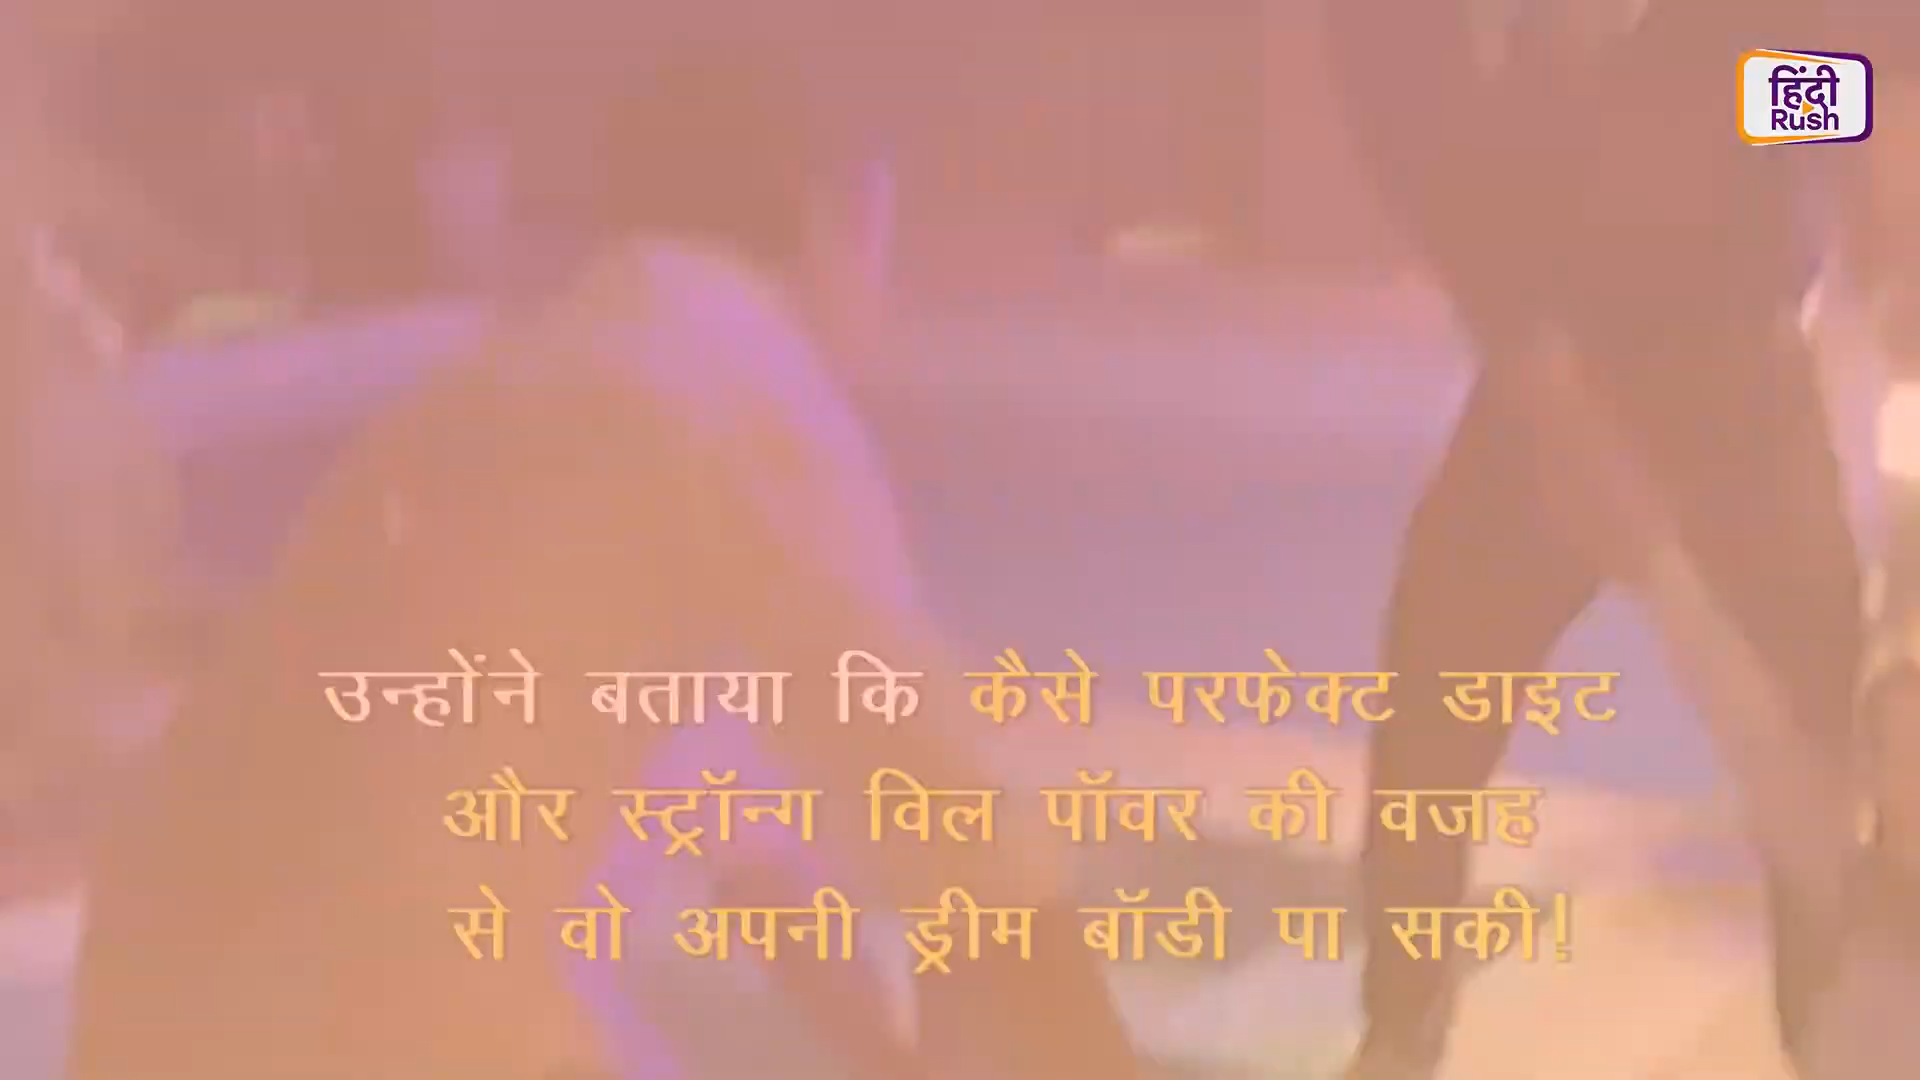 हिंदी
Rush
उन्होंने बताया कि कैसे परफेक्ट डाइट
और स्ट्रॉन्ग विल पॉवर की वजह
से वो अपनी ड्रीम बॉडी पा सकी!